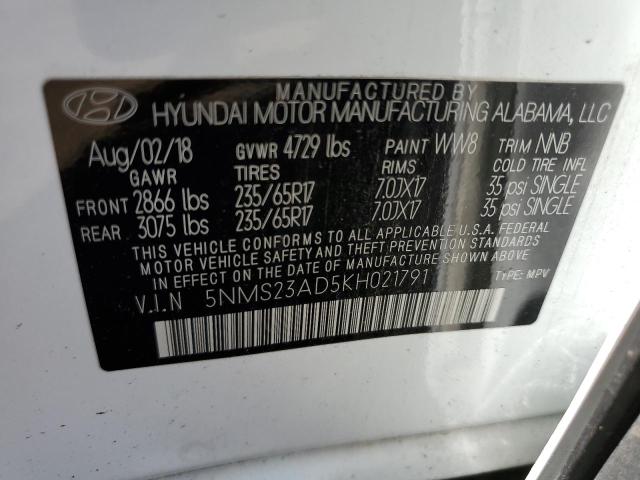 MANUFACTURED BY
HYUNDAI MOTOR MANUFACTURING ALABAMA, LLC
Aug/02/18 GVWR 4729 lbs PAINT WW8 TRIM NNB
GAWR TIRES RIMS COLD TIRE INFL
FRONT 2866 lbs 235/65R17 7.0JX17 35 psi SINGLE
REAR 3075 lbs 235/65R17 7.0JX17 35 psi SINGLE
THIS VEHICLE CONFORMS TO ALL APPLICABLE U.S.A. FEDERAL
MOTOR VEHICLE SAFETY AND THEFT PREVENTION STANDARDS
IN EFFECT ON THE DATE OF MANUFACTURE SHOWN ABOVE.
V.I.N 5NMS23AD5KH021791 TYPE: MPV